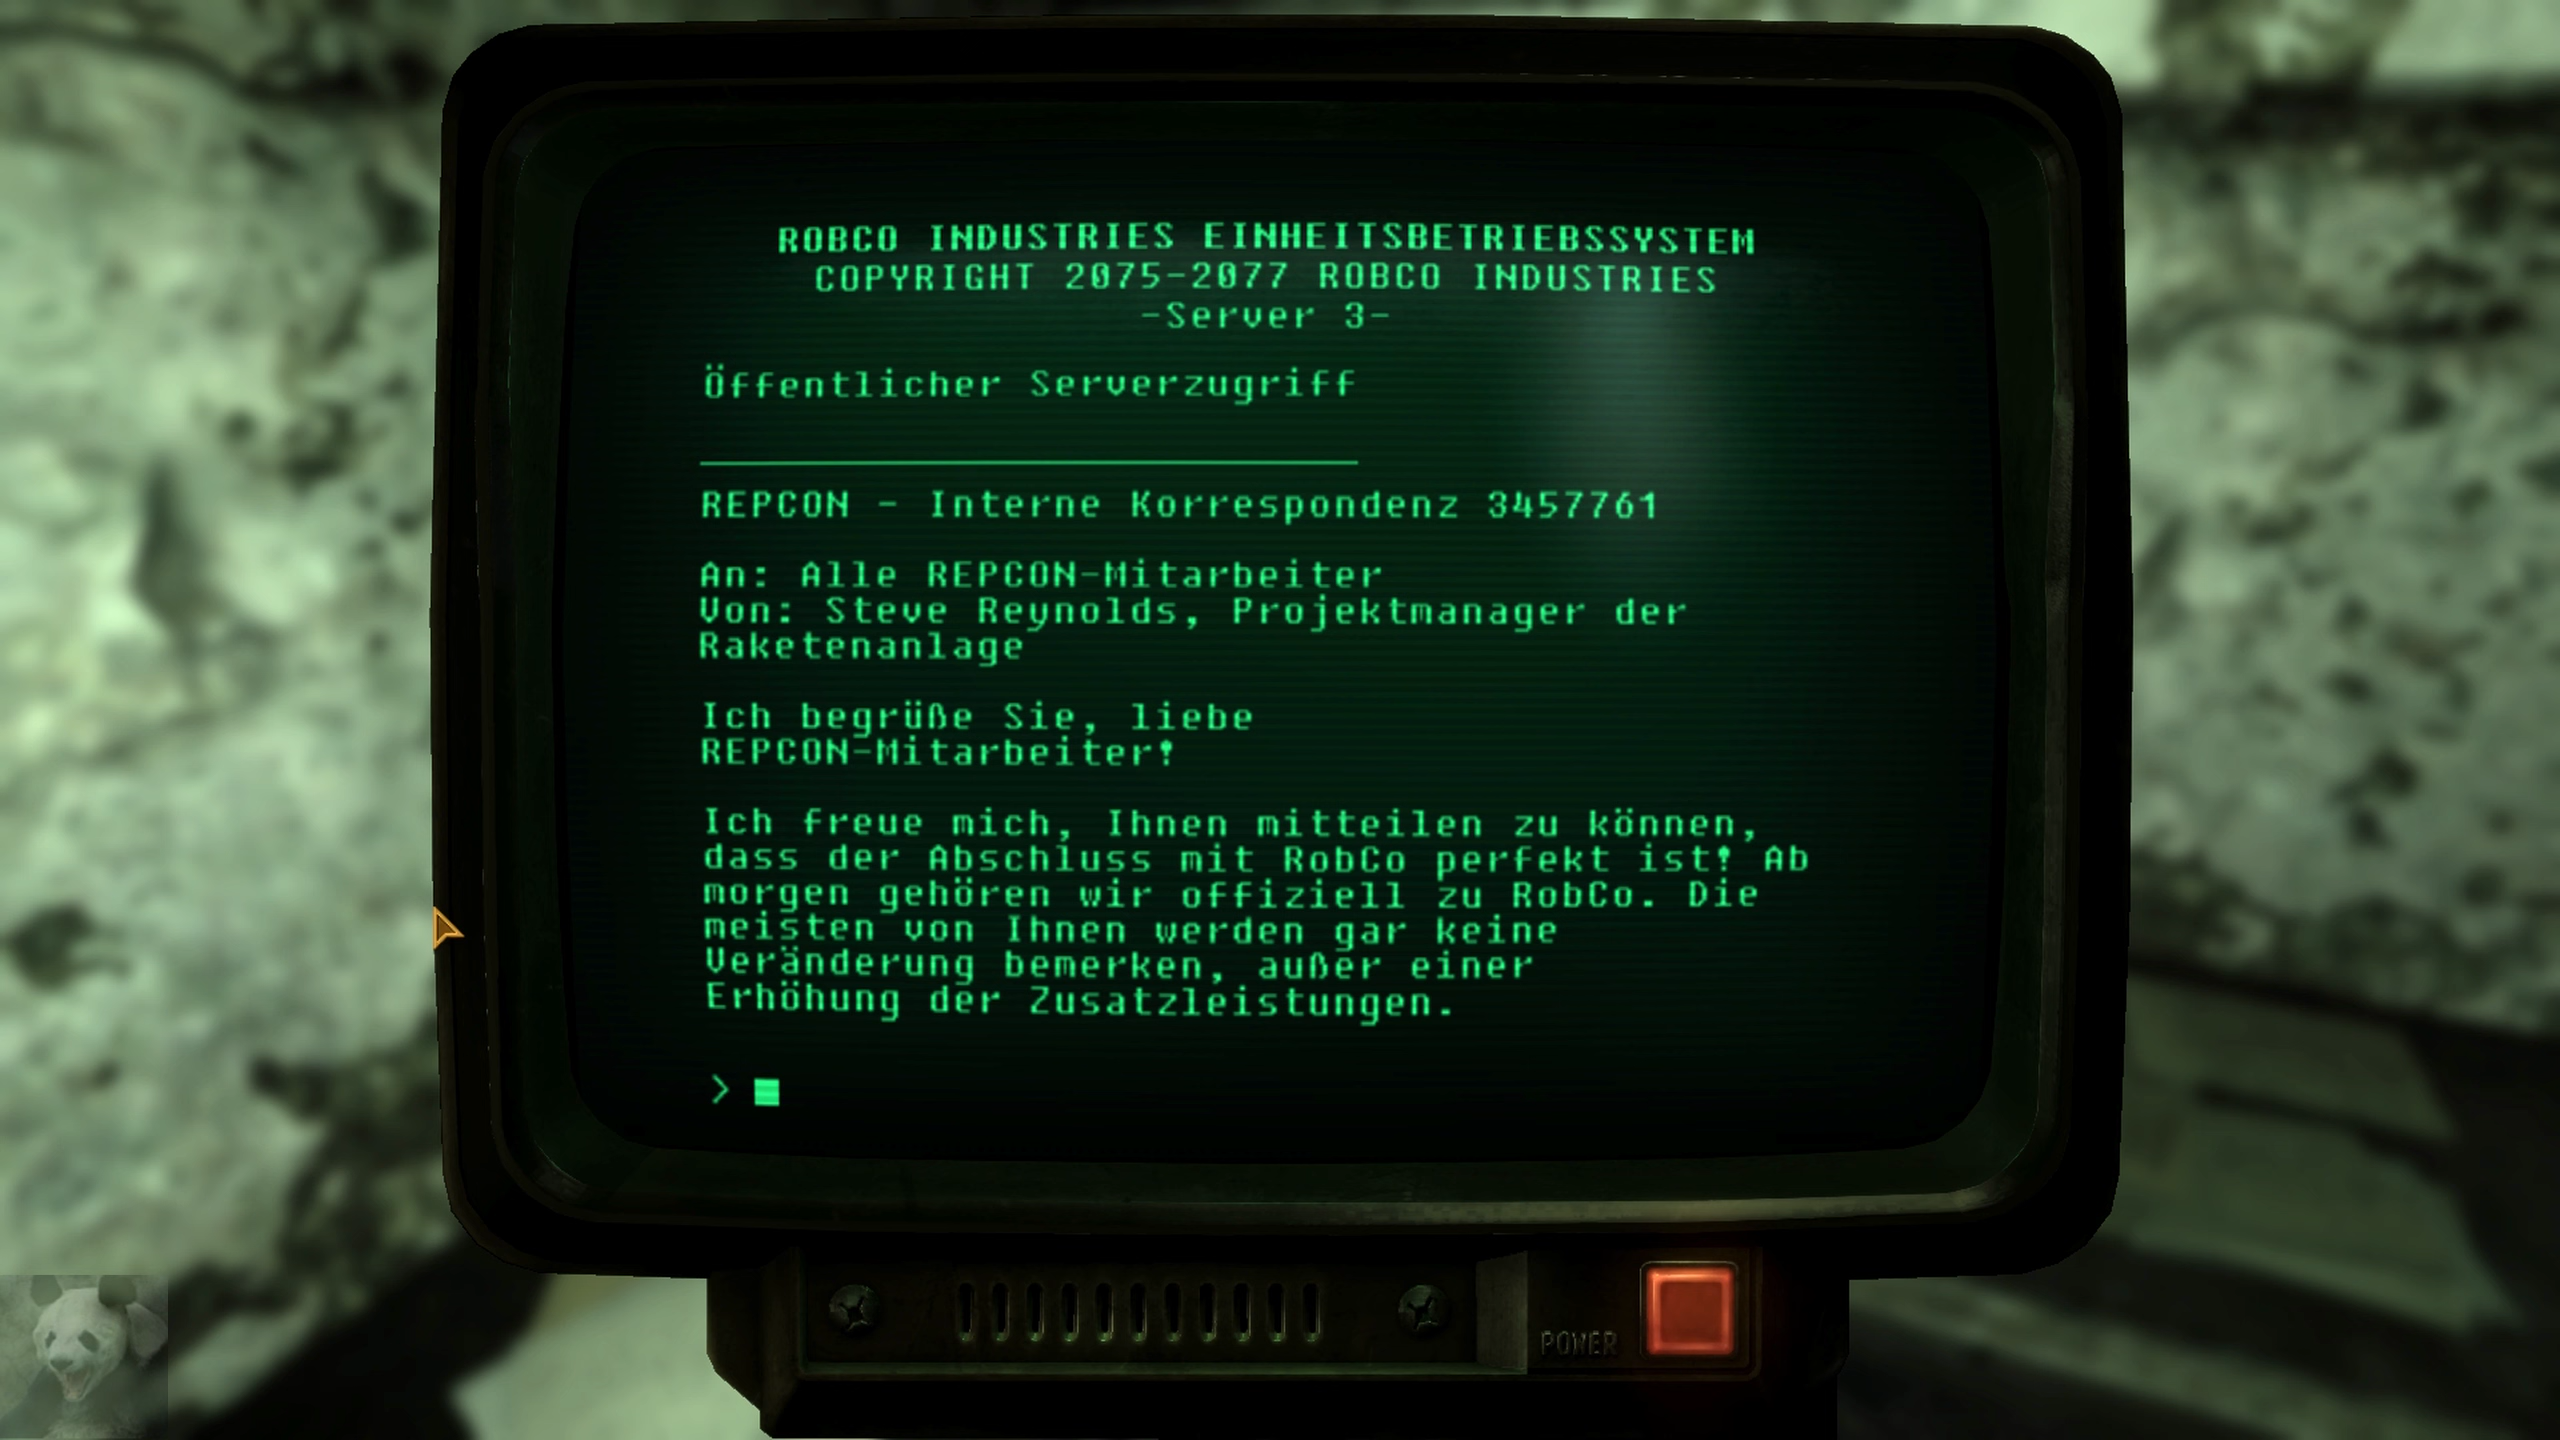 ROBCO INDUSTRIES EINHEITSBETRIEBSSYSTEM
COPYRIGHT 2075-2077 ROBCO INDUSTRIES
-Server 3-
Öffentlicher Serverzugriff
REPCON - Interne Korrespondenz 3457761
An: Alle REPCON-Mitarbeiter
Von: Steve Reynolds, Projektmanager der
Raketenanlage
Ich begrüße Sie, liebe
REPCON-Mitarbeiter!
Ich freue mich, Ihnen mitteilen zu können,
dass der Abschluss mit RobCo perfekt ist! Ab
morgen gehören wir offiziell zu RobCo. Die
meisten von Ihnen werden gar keine
Veränderung bemerken, außer einer
Erhöhung der Zusatzleistungen.
>
POWER